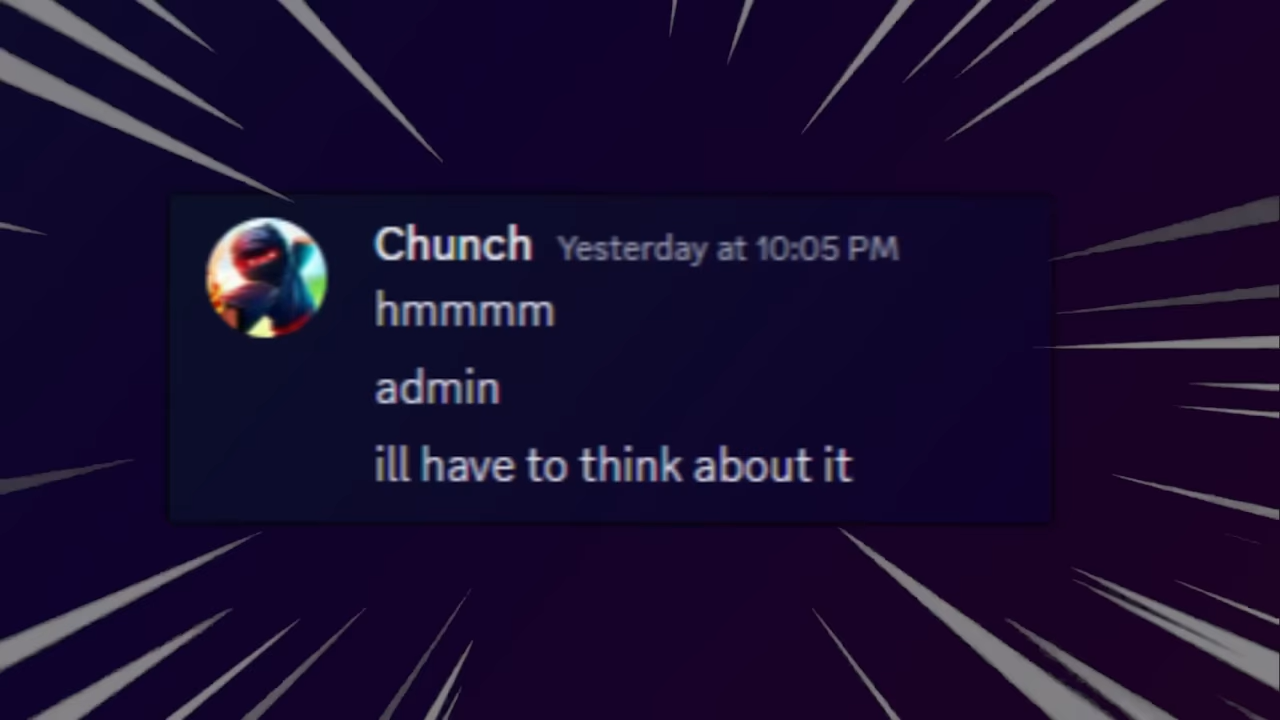 Chunch Yesterday at 10:05 PM
hmmmm
admin
ill have to think about it